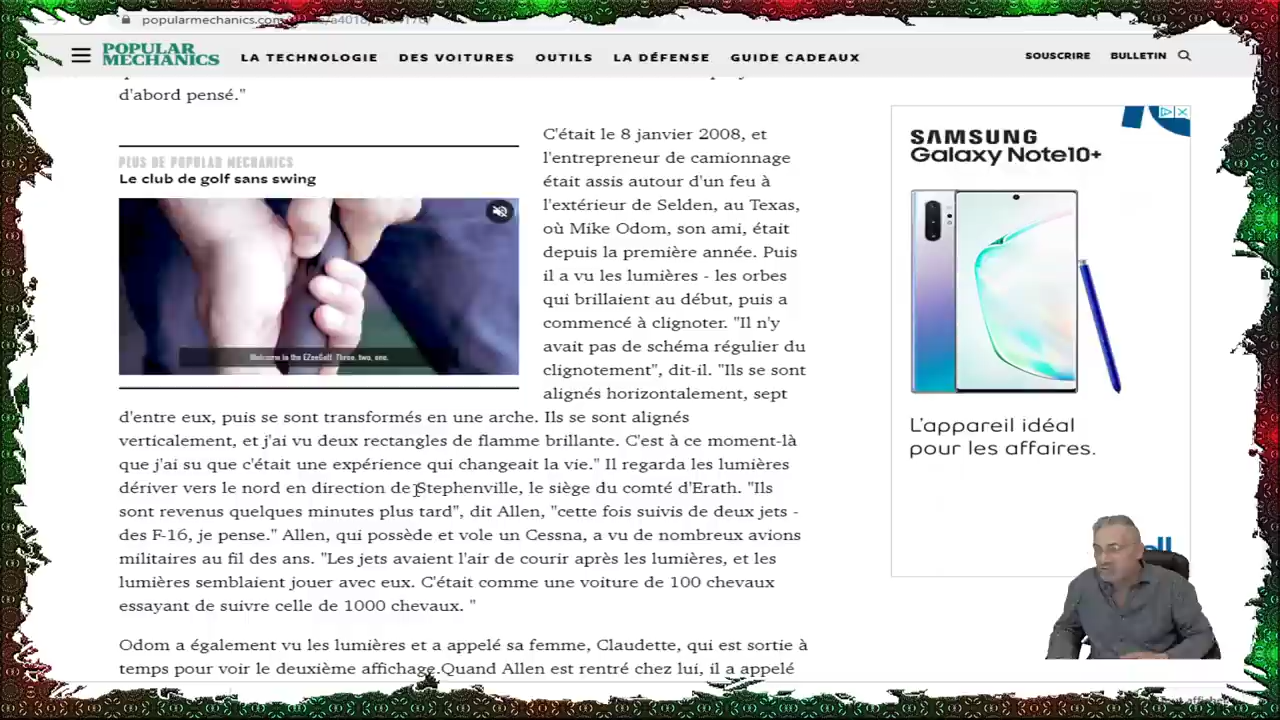 popularmechanics.com
POPULAR
MECHANICS
LA TECHNOLOGIE
DES VOITURES
OUTILS
LA DÉFENSE
GUIDE CADEAUX
SOUSCRIRE
BULLETIN
d'abord pensé."
PLUS DE POPULAR MECHANICS
Le club de golf sans swing
Welcome to the EZeeGolf. Three, two, one.
C'était le 8 janvier 2008, et
l'entrepreneur de camionnage
était assis autour d'un feu à
l'extérieur de Selden, au Texas,
où Mike Odom, son ami, était
depuis la première année. Puis
il a vu les lumières - les orbes
qui brillaient au début, puis a
commencé à clignoter. "Il n'y
avait pas de schéma régulier du
clignotement", dit-il. "Ils se sont
alignés horizontalement, sept
d'entre eux, puis se sont transformés en une arche. Ils se sont alignés
verticalement, et j'ai vu deux rectangles de flamme brillante. C'est à ce moment-là
que j'ai su que c'était une expérience qui changeait la vie." Il regarda les lumières
dériver vers le nord en direction de Stephenville, le siège du comté d'Erath. "Ils
sont revenus quelques minutes plus tard", dit Allen, "cette fois suivis de deux jets -
des F-16, je pense." Allen, qui possède et vole un Cessna, a vu de nombreux avions
militaires au fil des ans. "Les jets avaient l'air de courir après les lumières, et les
lumières semblaient jouer avec eux. C'était comme une voiture de 100 chevaux
essayant de suivre celle de 1000 chevaux. "
Odom a également vu les lumières et a appelé sa femme, Claudette, qui est sortie à
temps pour voir le deuxième affichage.Quand Allen est rentré chez lui, il a appelé
SAMSUNG
Galaxy Note10+
L'appareil idéal
pour les affaires.